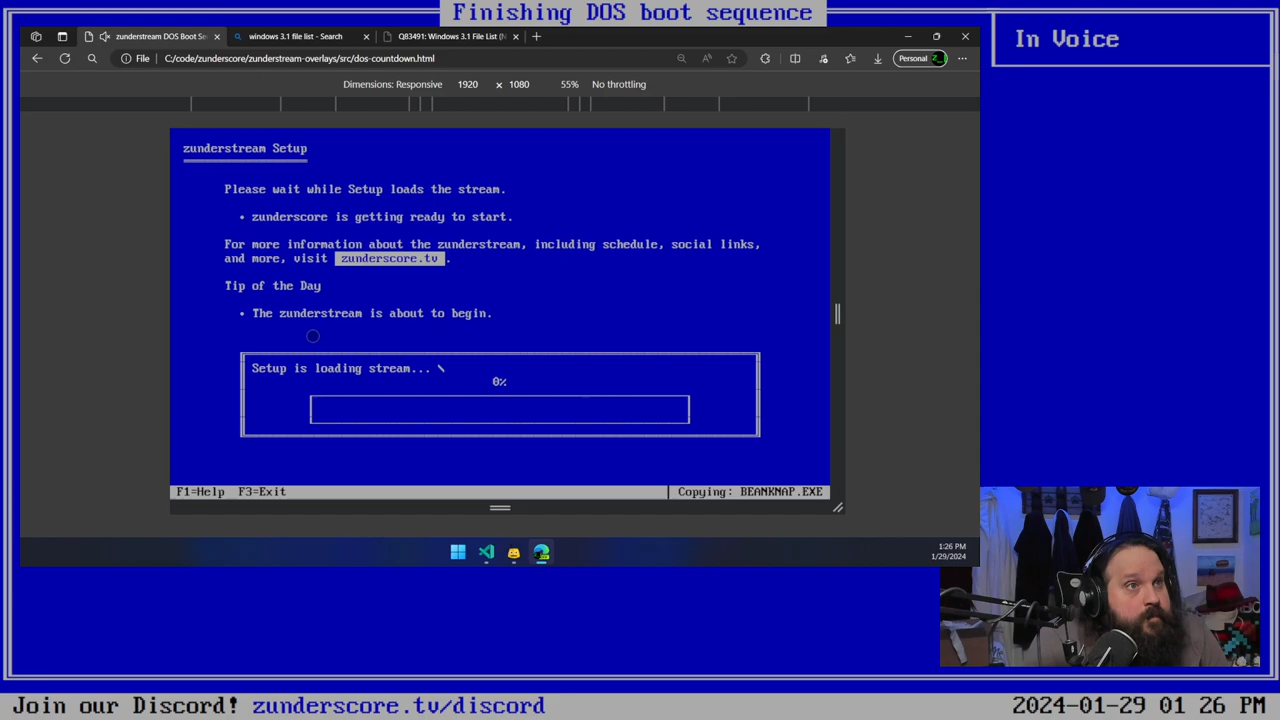 Finishing DOS boot sequence
In Voice
zunderstream DOS Boot Se
windows 3.1 file list - Search
Q83491: Windows 3.1 File List (N
File
C:/code/zunderscore/zunderstream-overlays/src/dos-countdown.html
Personal
Dimensions: Responsive 1920 × 1080 55% No throttling
zunderstream Setup
Please wait while Setup loads the stream.
• zunderscore is getting ready to start.
For more information about the zunderstream, including schedule, social links,
and more, visit zunderscore.tv .
Tip of the Day
• The zunderstream is about to begin.
Setup is loading stream... \
0%
F1=Help F3=Exit
Copying: BEANKNAP.EXE
1:26 PM
1/29/2024
Join our Discord! zunderscore.tv/discord
2024-01-29 01 26 PM